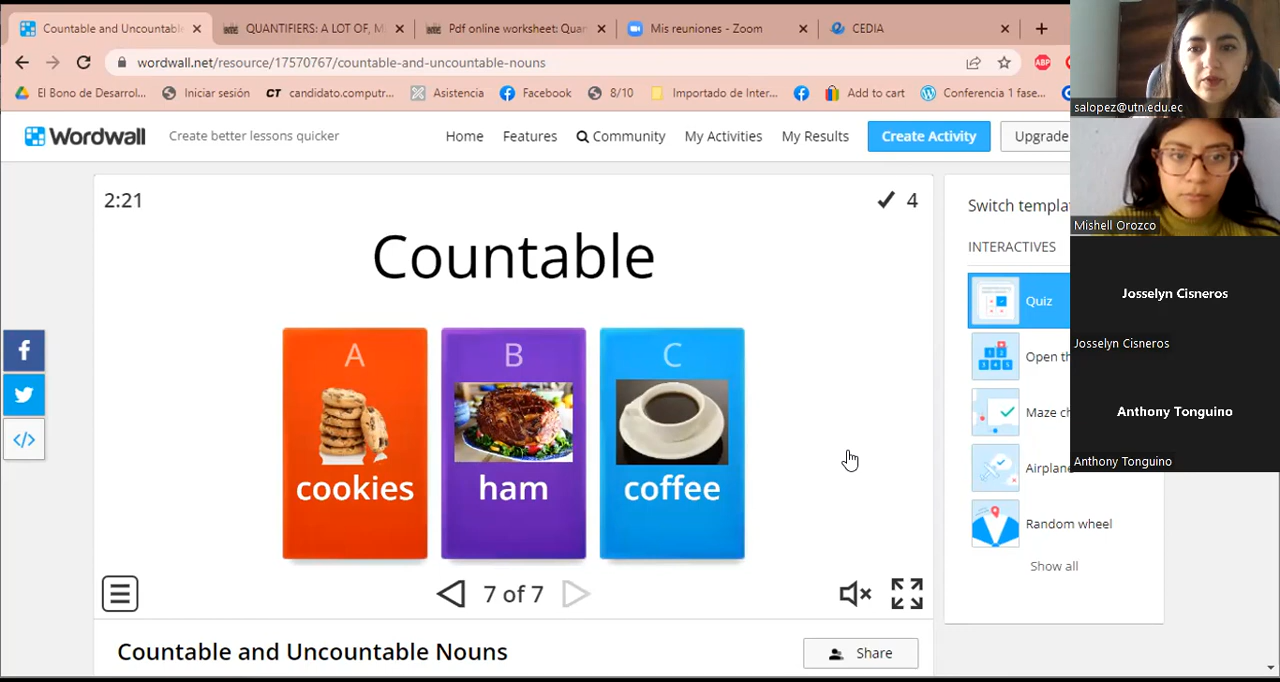 Countable and Uncountabl
QUANTIFIERS: A LOT OF, M
Pdf online worksheet: Quan
Mis reuniones - Zoom
CEDIA
wordwall.net/resource/17570767/countable-and-uncountable-nouns
ABP
El Bono de Desarrol...
Iniciar sesión
CT candidato.computr...
Asistencia
Facebook
8/10
Importado de Inter...
Add to cart
Conferencia 1 fase...
Wordwall
Create better lessons quicker
Home
Features
Community
My Activities
My Results
Create Activity
Upgrade
salopez@utn.edu.ec
Mishell Orozco
Josselyn Cisneros
Josselyn Cisneros
Anthony Tonguino
Anthony Tonguino
2:21
4
Countable
A
cookies
B
ham
C
coffee
7 of 7
Switch templa
INTERACTIVES
Quiz
Open th
Maze ch
Airplane
Random wheel
Show all
Countable and Uncountable Nouns
Share